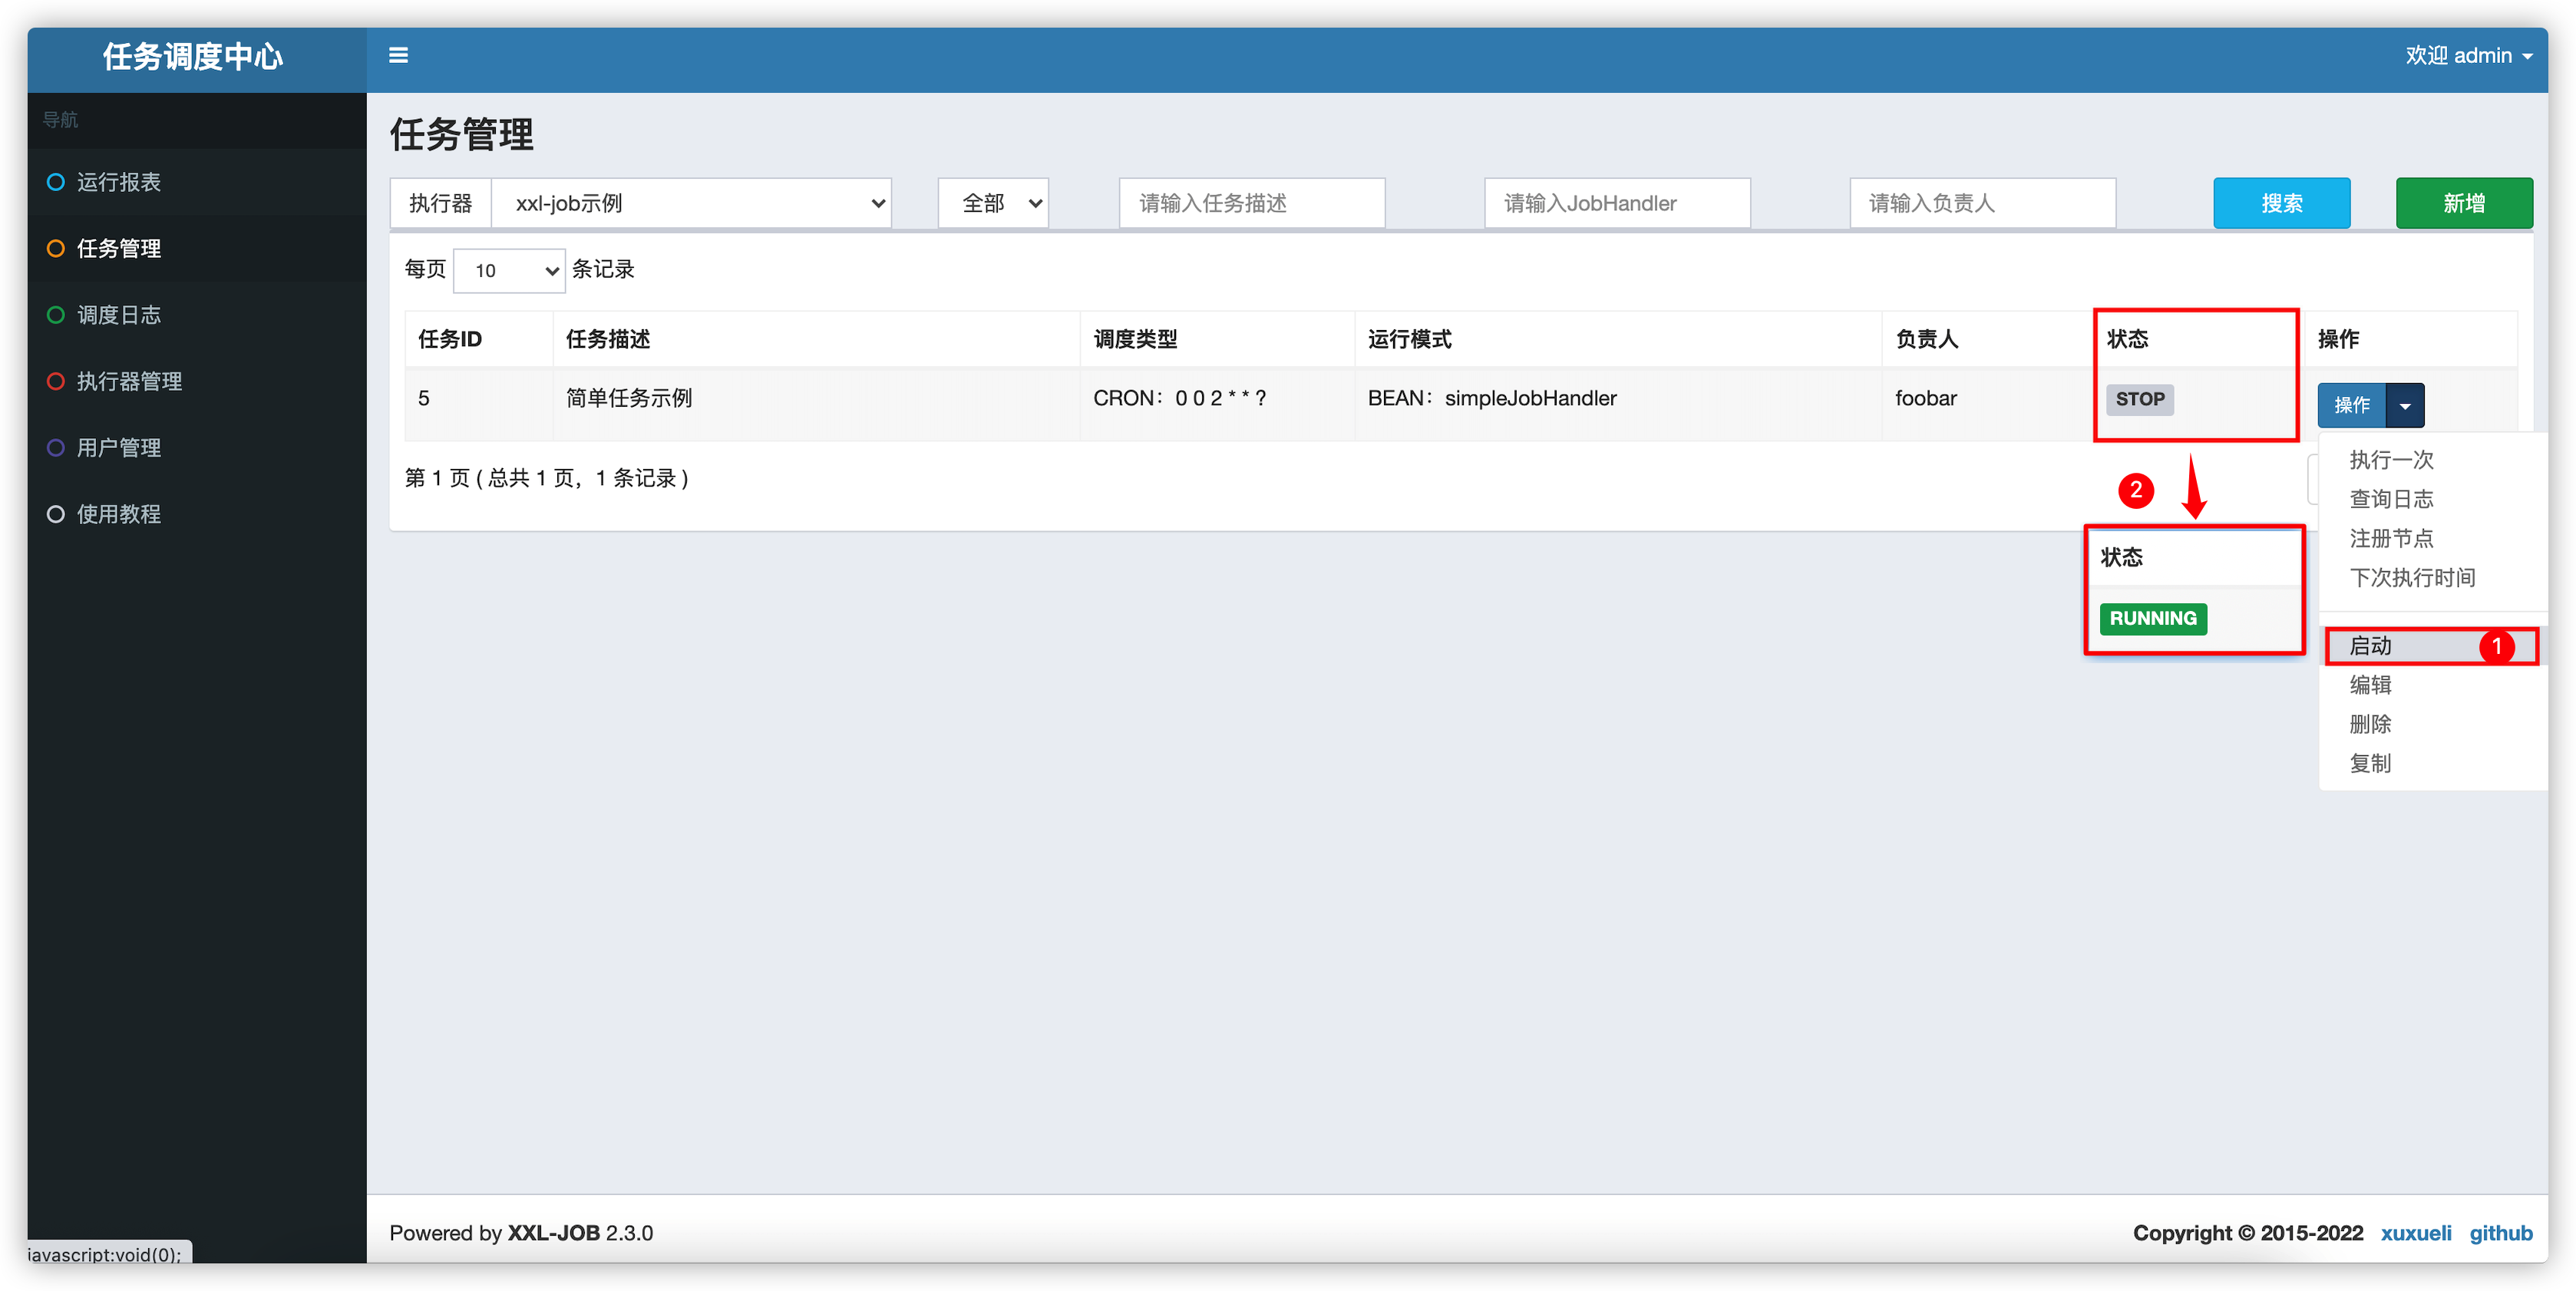 任务调度中心
欢迎 admin
导航
运行报表
任务管理
调度日志
执行器管理
用户管理
使用教程
任务管理
执行器 xxl-job示例 全部 请输入任务描述 请输入JobHandler 请输入负责人 搜索 新增
每页 10 条记录
任务ID 任务描述 调度类型 运行模式 负责人 状态 操作
5 简单任务示例 CRON：0 0 2 * * ? BEAN：simpleJobHandler foobar STOP 操作
第 1 页 ( 总共 1 页，1 条记录 )
2
状态
RUNNING
执行一次
查询日志
注册节点
下次执行时间
启动 1
编辑
删除
复制
Powered by XXL-JOB 2.3.0
Copyright © 2015-2022 xuxueli github
javascript:void(0);